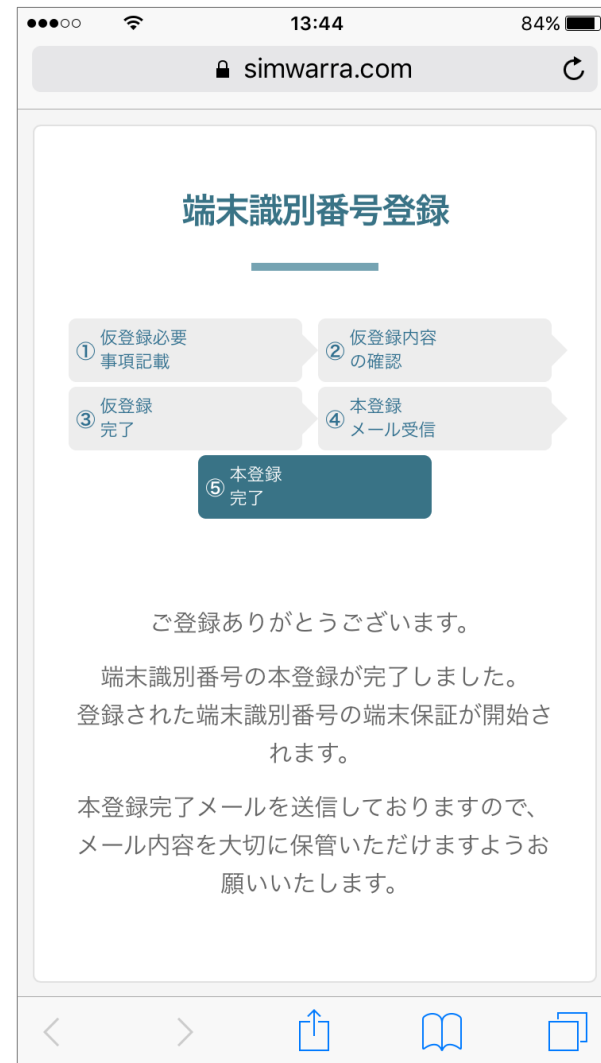 13:44
84%
simwarra.com
端末識別番号登録
① 仮登録必要
事項記載
② 仮登録内容
の確認
③ 仮登録
完了
④ 本登録
メール受信
⑤ 本登録
完了
ご登録ありがとうございます。
端末識別番号の本登録が完了しました。
登録された端末識別番号の端末保証が開始さ
れます。
本登録完了メールを送信しておりますので、
メール内容を大切に保管いただけますようお
願いいたします。